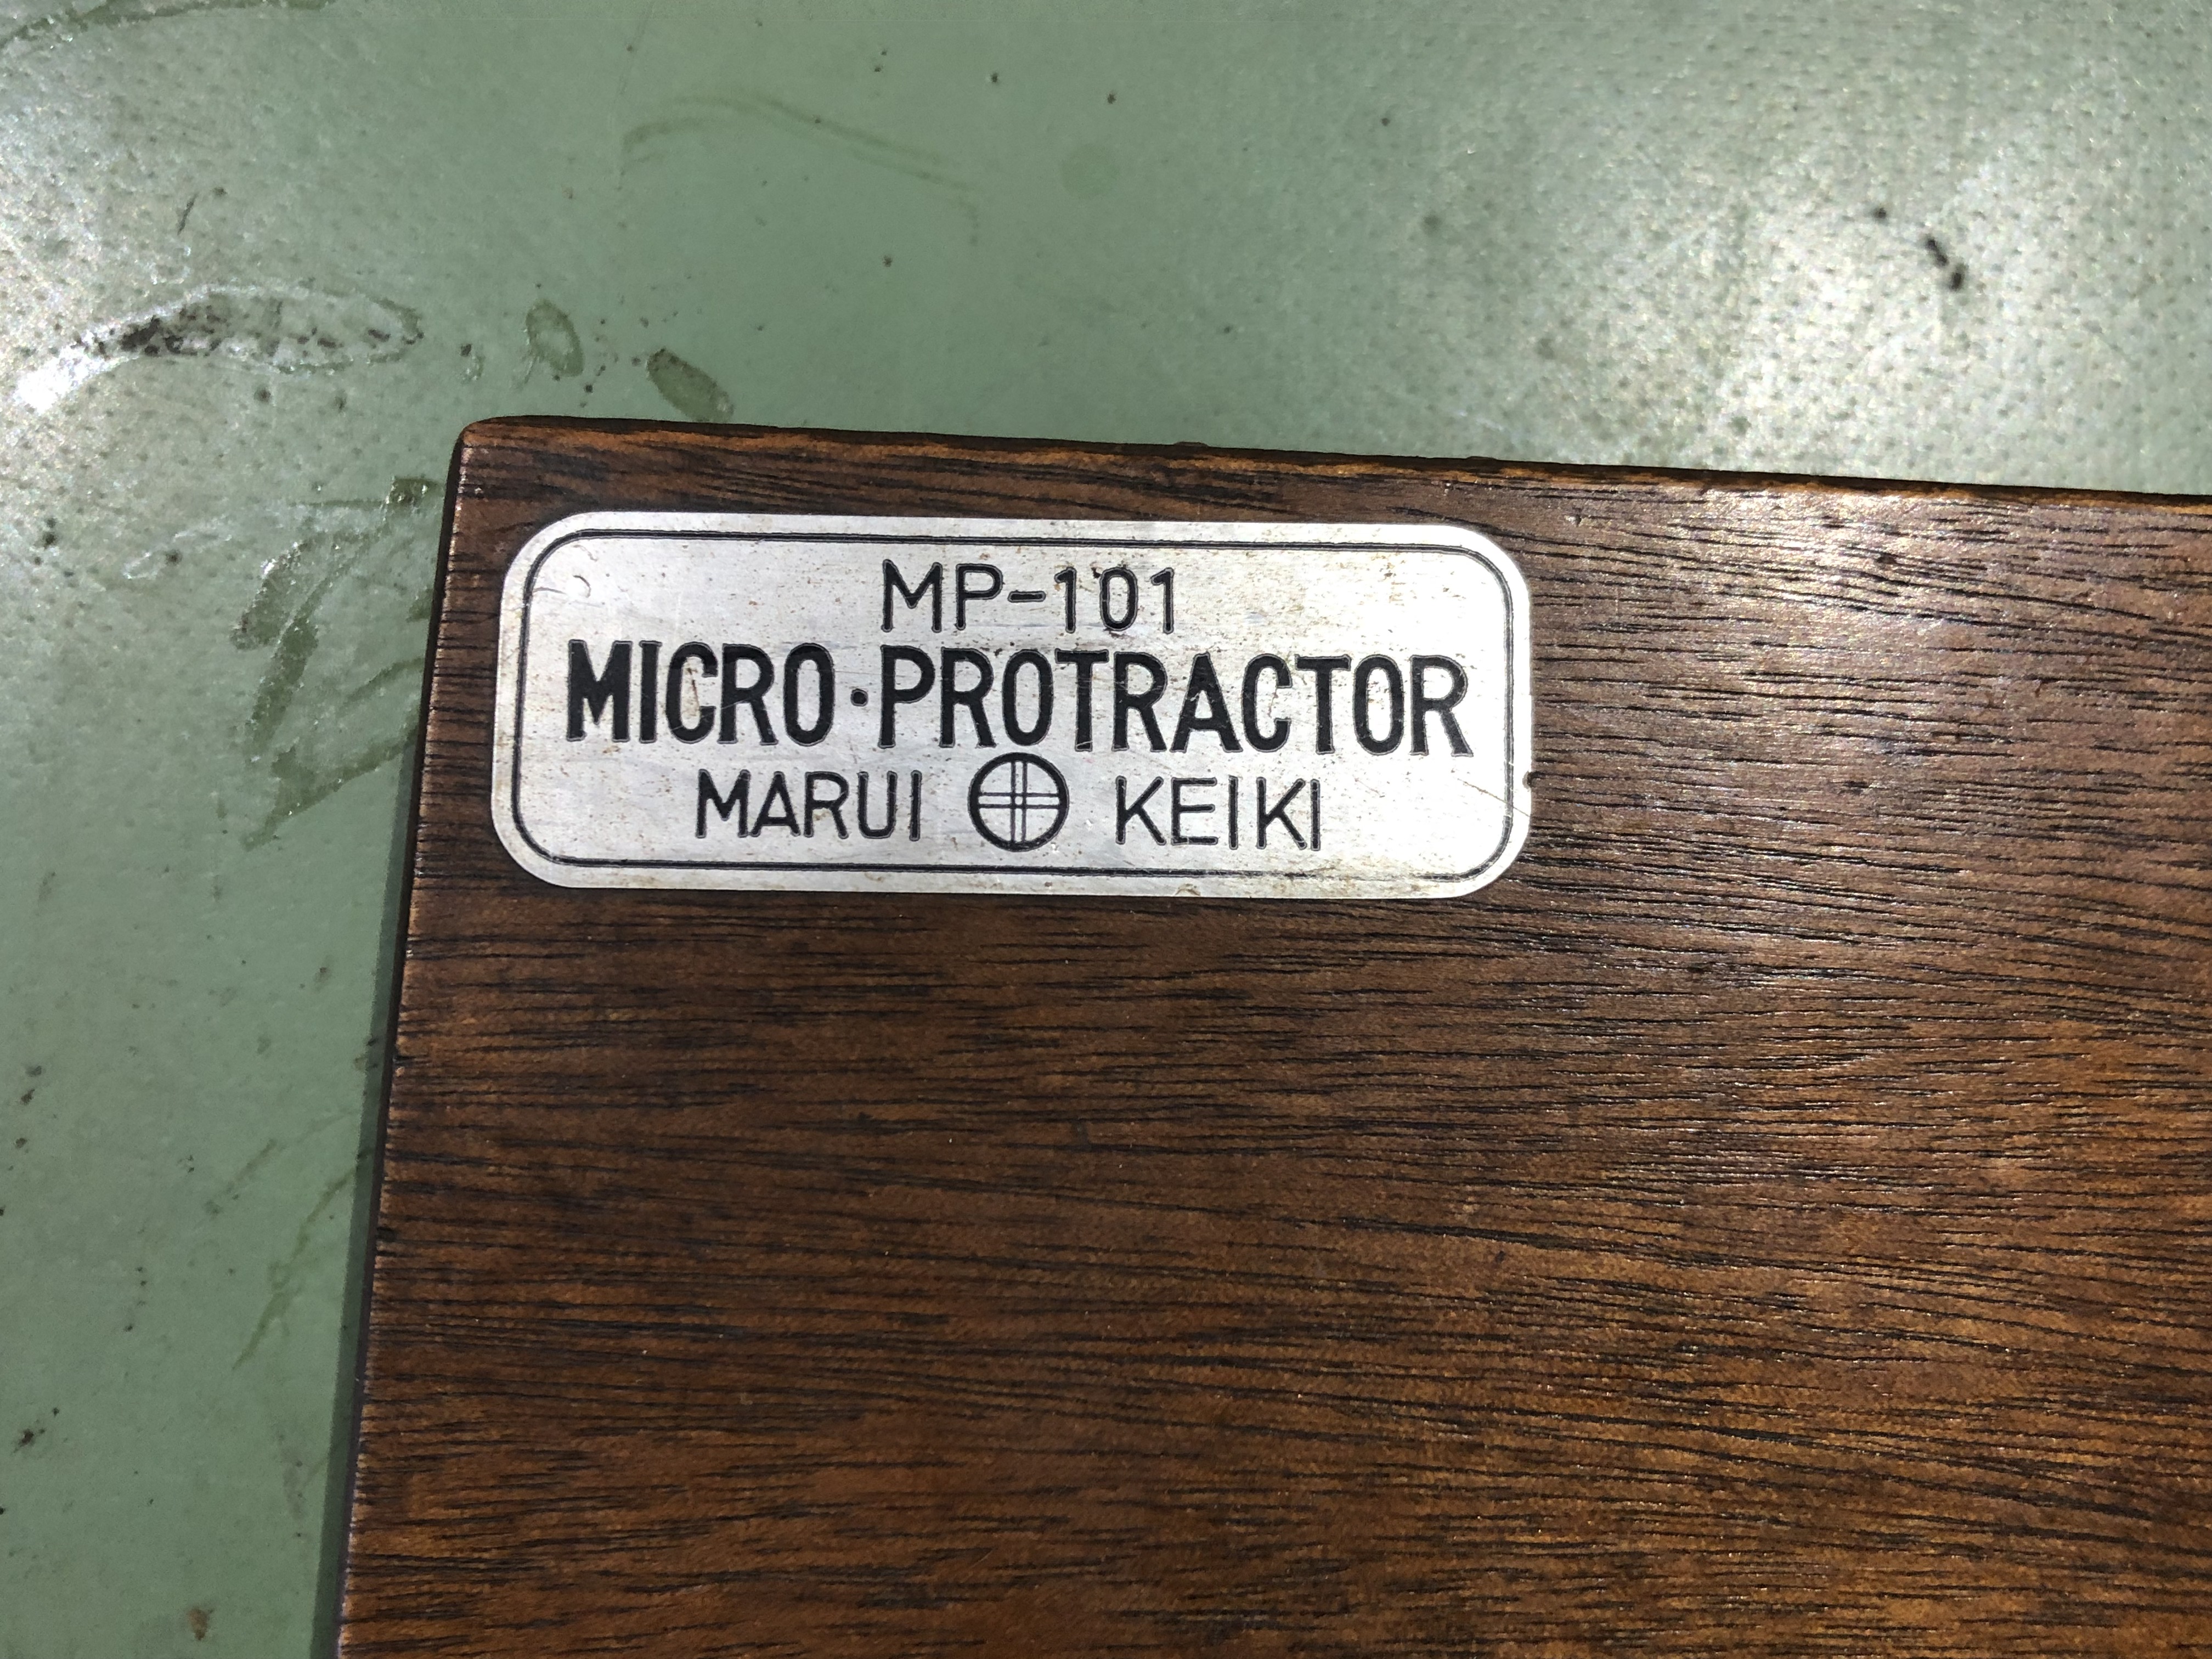 MP-101
MICRO·PROTRACTOR
MARUI KEIKI